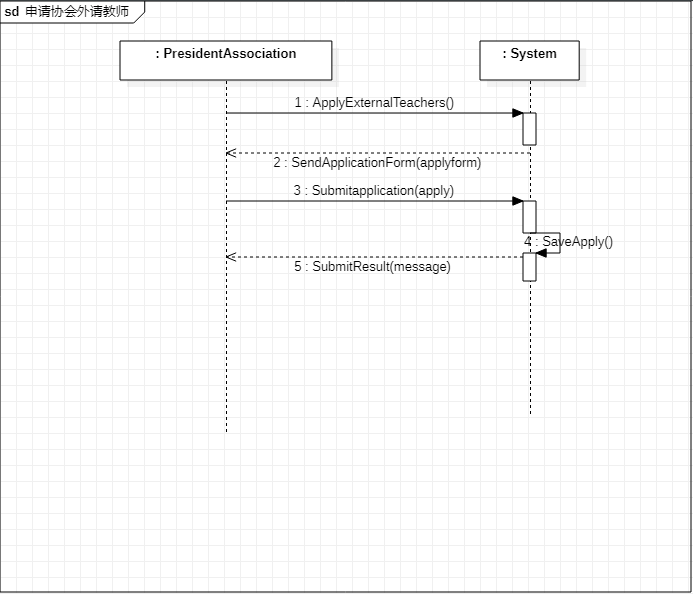 sd 申请协会外请教师
: PresidentAssociation
: System
1 : ApplyExternalTeachers()
2 : SendApplicationForm(applyform)
3 : Submitapplication(apply)
4 : SaveApply()
5 : SubmitResult(message)